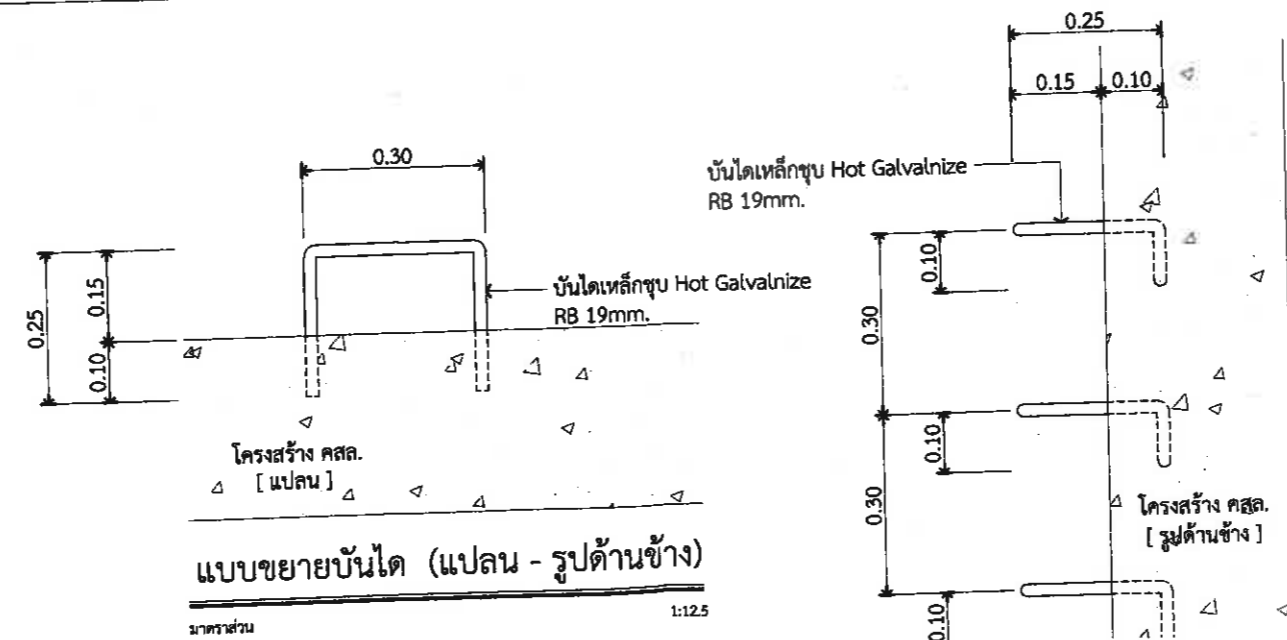 0.30
0.25
0.15
0.10
บันไดเหล็กชุบ Hot Galvalnize
RB 19mm.
โครงสร้าง คสล.
[ แปลน ]
แบบขยายบันได (แปลน - รูปด้านข้าง)
มาตราส่วน
1:12.5
0.25
0.15
0.10
บันไดเหล็กชุบ Hot Galvalnize
RB 19mm.
0.10
0.30
0.10
0.30
0.10
โครงสร้าง คสล.
[ รูปด้านข้าง ]